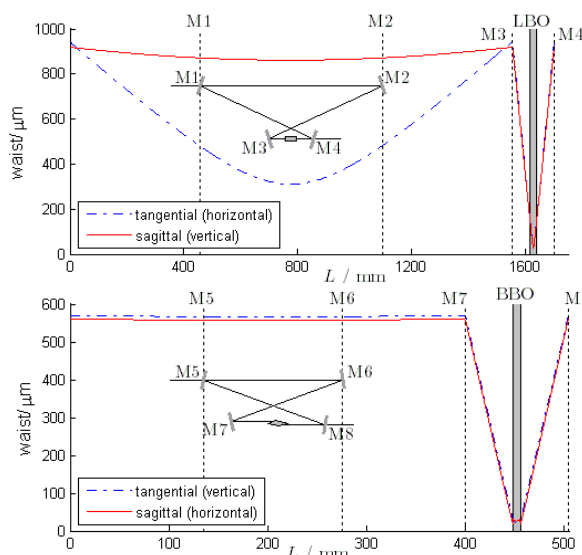 M1 M2 LBO
M3 M4
1000
800
600
400
200
0
waist/μm
M1 M2
M3 M4
tangential (horizontal)
sagittal (vertical)
0 400 800 1200 1600
L / mm
M5 M6 M7 BBO M
600
500
400
300
200
100
0
waist/μm
M5 M6
M7 M8
tangential (vertical)
sagittal (horizontal)
0 100 200 300 400 500
L / mm